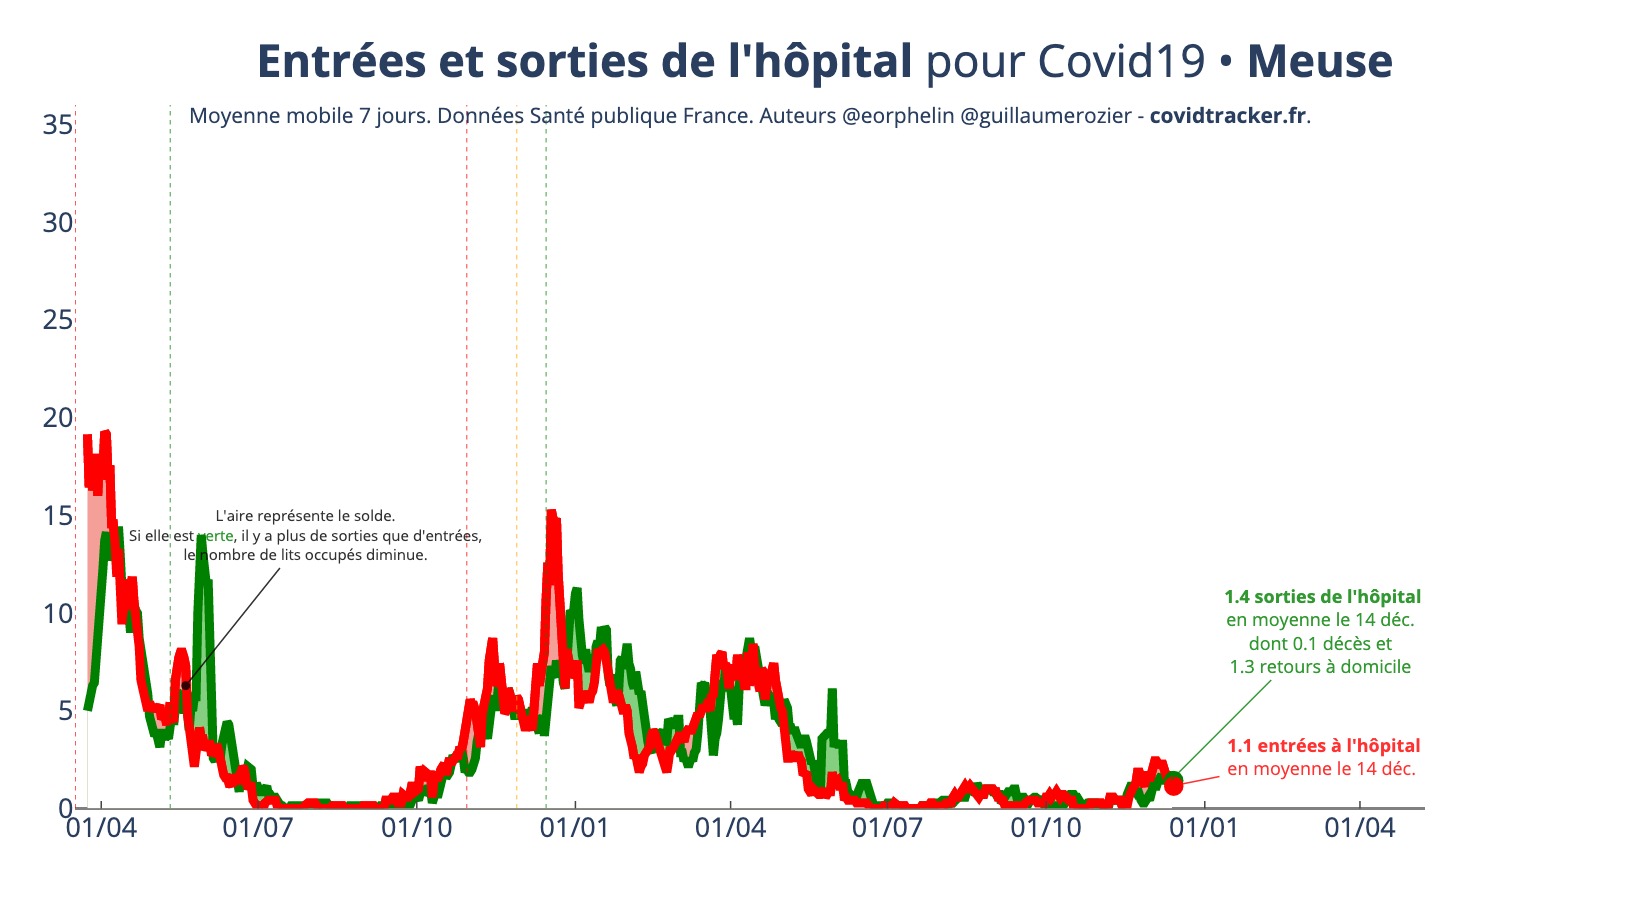 Entrées et sorties de l'hôpital pour Covid19 • Meuse
Moyenne mobile 7 jours. Données Santé publique France. Auteurs @eorphelin @guillaumerozier - covidtracker.fr.
35
30
25
20
15
10
5
0
L'aire représente le solde.
Si elle est verte, il y a plus de sorties que d'entrées,
le nombre de lits occupés diminue.
1.4 sorties de l'hôpital
en moyenne le 14 déc.
dont 0.1 décès et
1.3 retours à domicile
1.1 entrées à l'hôpital
en moyenne le 14 déc.
01/04 01/07 01/10 01/01 01/04 01/07 01/10 01/01 01/04